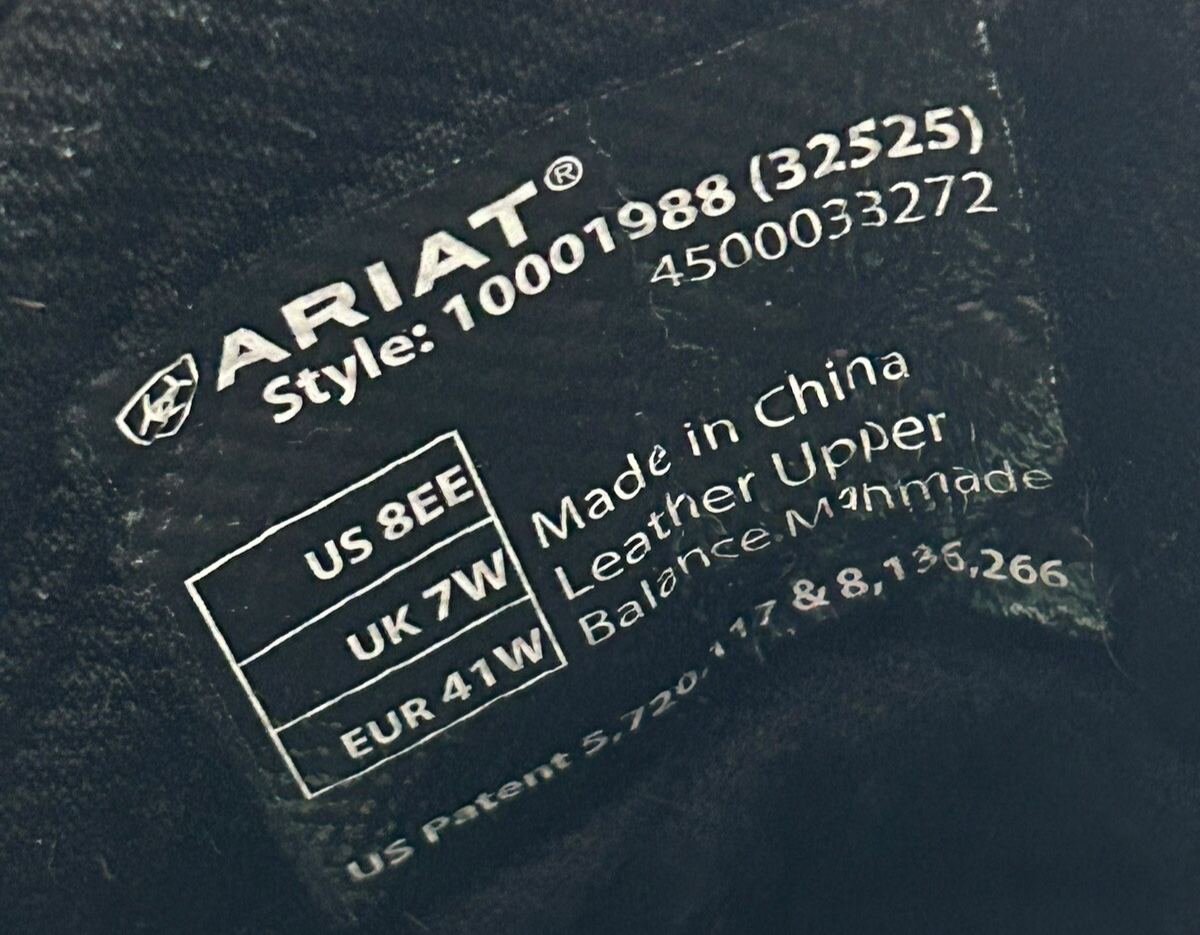 ARIAT®
Style: 10001988 (32525)
4500033272
US 8EE
UK 7W
EUR 41W
Made in China
Leather Upper
Balance Manmade
US Patent 5,720,117 & 8,136,266